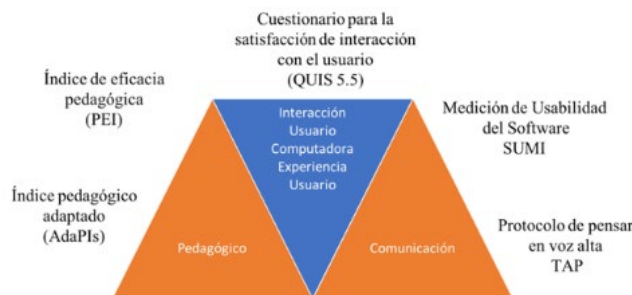 Cuestionario para la
satisfacción de interacción
con el usuario
(QUIS 5.5)
Índice de eficacia
pedagógica
(PEI)
Índice pedagógico
adaptado
(AdaPIs)
Interacción
Usuario
Computadora
Experiencia
Usuario
Pedagógico
Comunicación
Medición de Usabilidad
del Software
SUMI
Protocolo de pensar
en voz alta
TAP